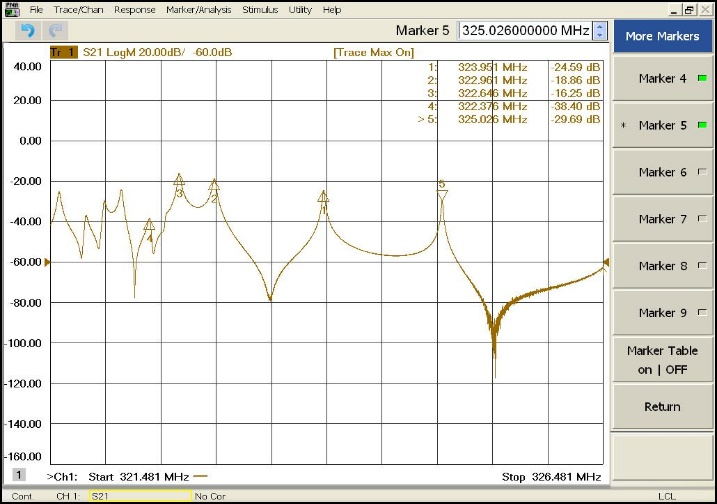 File Trace/Chan Response Marker/Analysis Stimulus Utility Help
Marker 5 325.026000000 MHz
Tr 1 S21 LogM 20.00dB/ -60.0dB [Trace Max On]
1: 323.951 MHz -24.59 dB
2: 322.961 MHz -18.86 dB
3: 322.646 MHz -16.25 dB
4: 322.376 MHz -38.40 dB
> 5: 325.026 MHz -29.69 dB
40.00
20.00
0.00
-20.00
-40.00
-60.00
-80.00
-100.00
-120.00
-140.00
-160.00
3
2
4
1
5
1 >Ch1: Start 321.481 MHz Stop 326.481 MHz
Cont. CH 1: S21 No Cor LCL
More Markers
Marker 4
* Marker 5
Marker 6
Marker 7
Marker 8
Marker 9
Marker Table
on | OFF
Return